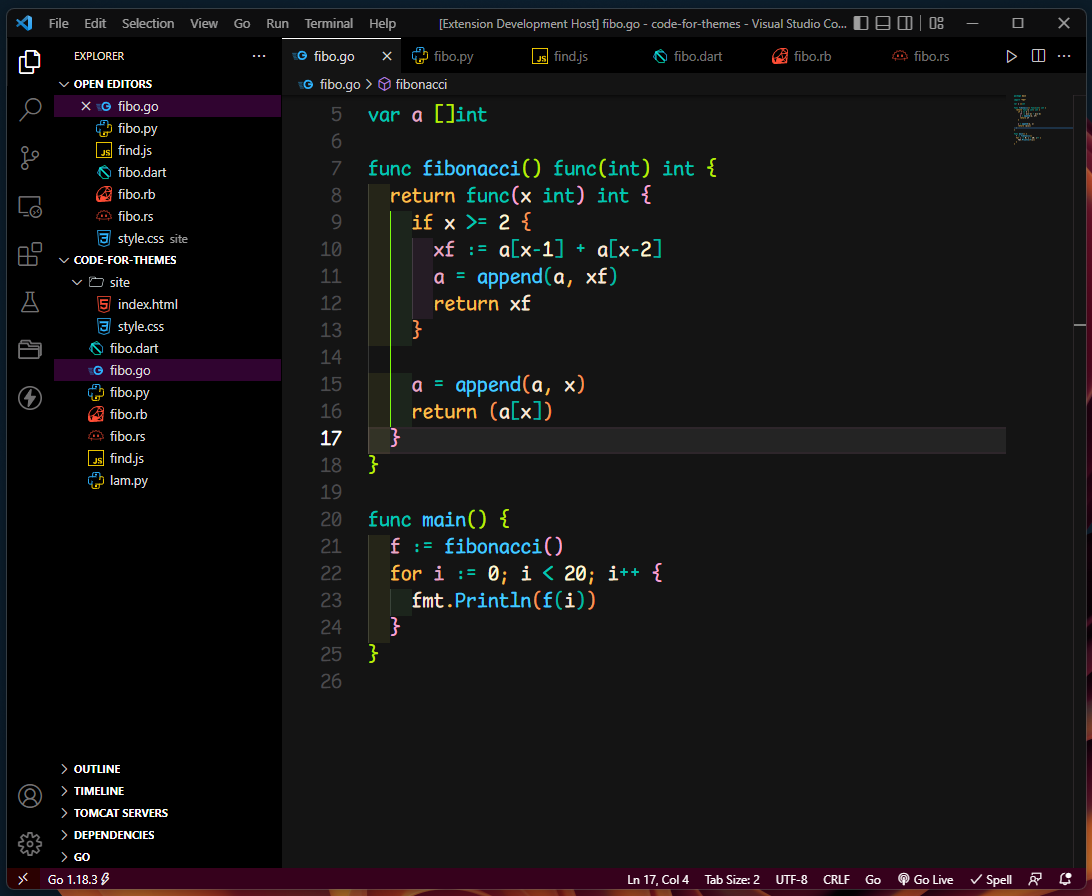 File Edit Selection View Go Run Terminal Help [Extension Development Host] fibo.go - code-for-themes - Visual Studio Co...
EXPLORER
OPEN EDITORS
fibo.go
fibo.py
find.js
fibo.dart
fibo.rb
fibo.rs
style.css site
CODE-FOR-THEMES
site
index.html
style.css
fibo.dart
fibo.go
fibo.py
fibo.rb
fibo.rs
find.js
lam.py
OUTLINE
TIMELINE
TOMCAT SERVERS
DEPENDENCIES
GO
fibo.go fibo.py find.js fibo.dart fibo.rb fibo.rs
fibo.go > fibonacci
5 var a []int
6
7 func fibonacci() func(int) int {
8 return func(x int) int {
9 if x >= 2 {
10 xf := a[x-1] + a[x-2]
11 a = append(a, xf)
12 return xf
13 }
14
15 a = append(a, x)
16 return (a[x])
17 }
18 }
19
20 func main() {
21 f := fibonacci()
22 for i := 0; i < 20; i++ {
23 fmt.Println(f(i))
24 }
25 }
26
Go 1.18.3 Ln 17, Col 4 Tab Size: 2 UTF-8 CRLF Go Go Live Spell